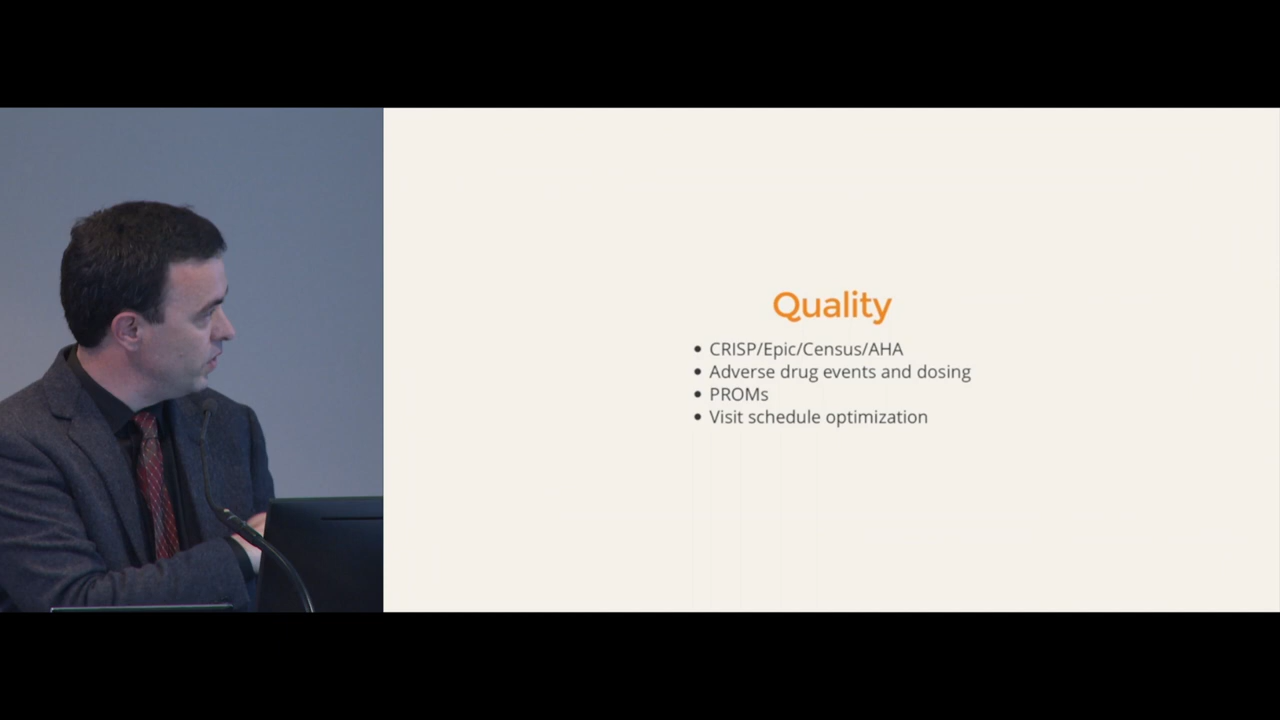 Quality
• CRISP/Epic/Census/AHA
• Adverse drug events and dosing
• PROMs
• Visit schedule optimization